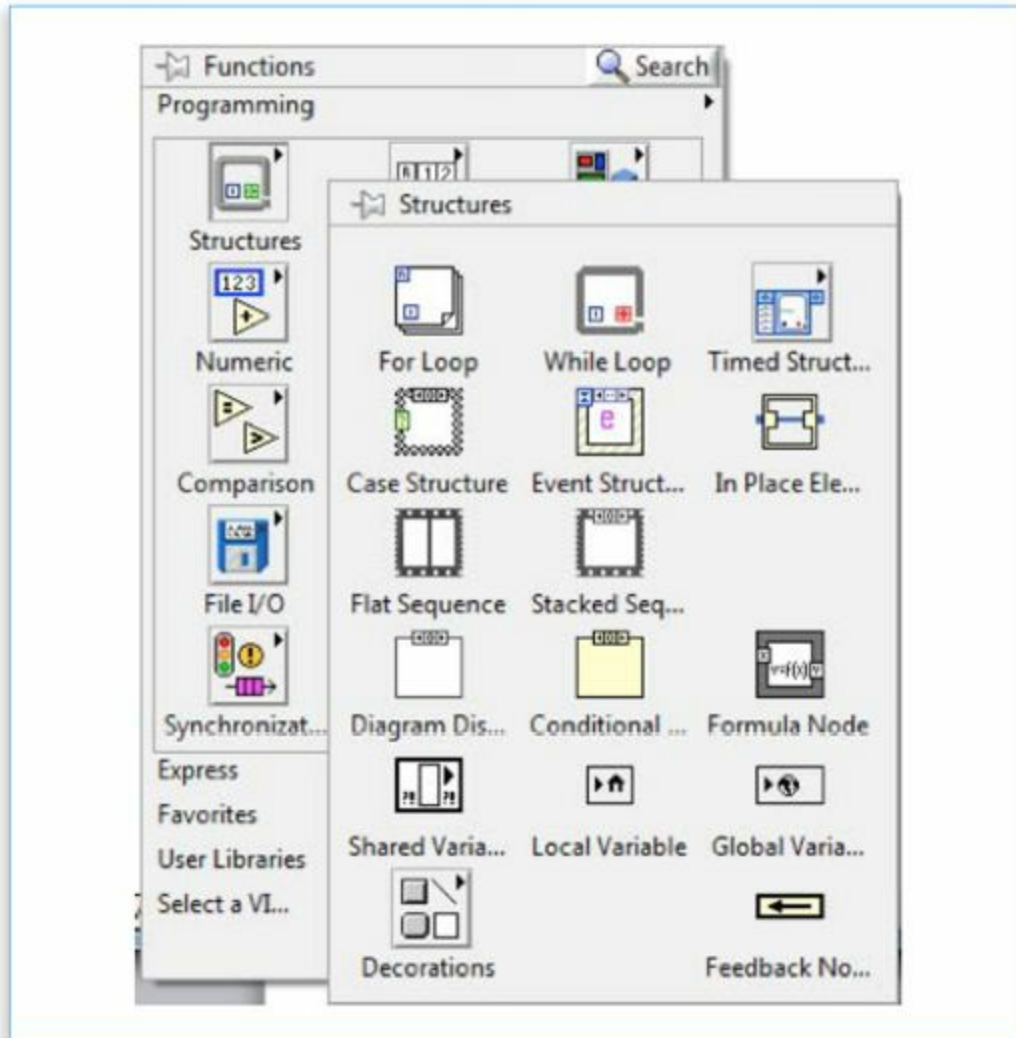 Functions
Search
Programming
Structures
Structures
Numeric
For Loop
While Loop
Timed Struct...
Comparison
Case Structure
Event Struct...
In Place Ele...
File I/O
Flat Sequence
Stacked Seq...
Synchronizat...
Diagram Dis...
Conditional ...
Formula Node
Express
Favorites
User Libraries
Select a VI...
Shared Varia...
Local Variable
Global Varia...
Decorations
Feedback No...
123